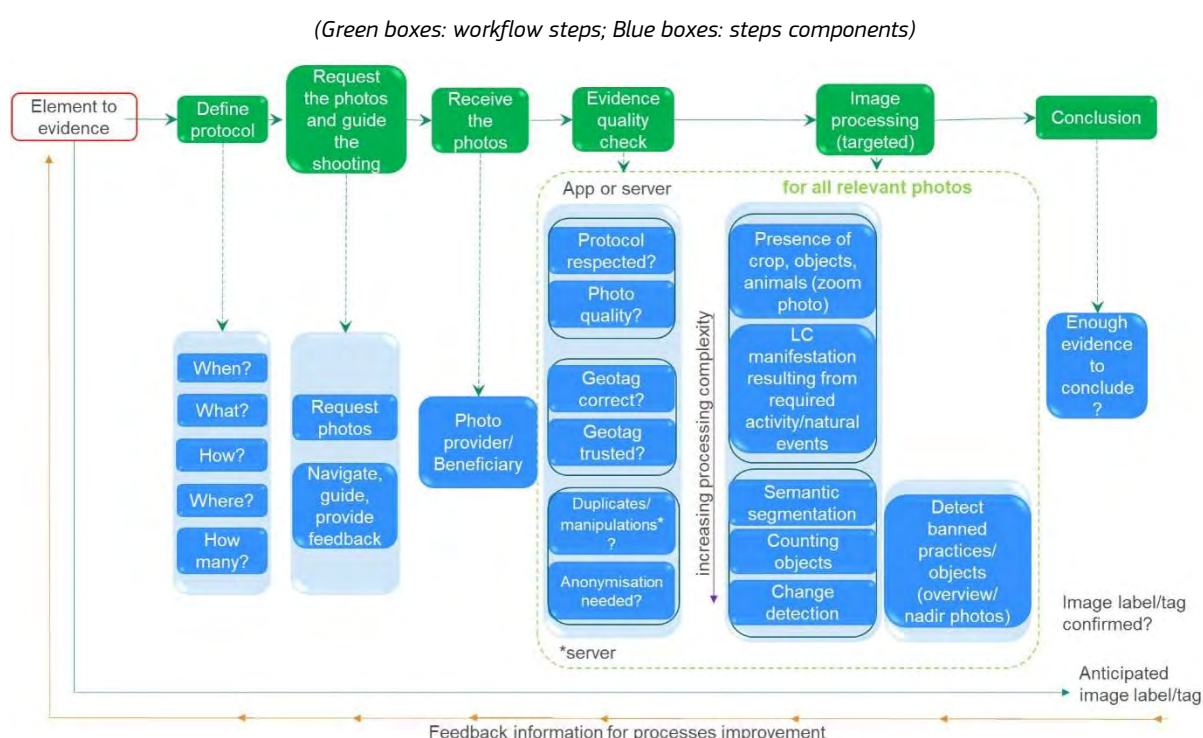 (Green boxes: workflow steps; Blue boxes: steps components)
Element to
evidence
Define
protocol
Request
the photos
and guide
the
shooting
Receive
the
photos
Evidence
quality
check
Image
processing
(targeted)
Conclusion
App or server
for all relevant photos
When?
What?
How?
Where?
How
many?
Request
photos
Navigate,
guide,
provide
feedback
Photo
provider/
Beneficiary
Protocol
respected?
Photo
quality?
Geotag
correct?
Geotag
trusted?
Duplicates/
manipulations*
?
Anonymisation
needed?
*server
increasing processing complexity
Presence of
crop, objects,
animals (zoom
photo)
LC
manifestation
resulting from
required
activity/natural
events
Semantic
segmentation
Counting
objects
Change
detection
Detect
banned
practices/
objects
(overview/
nadir photos)
Enough
evidence
to
conclude
?
Image label/tag
confirmed?
Anticipated
image label/tag
Feedback information for processes improvement